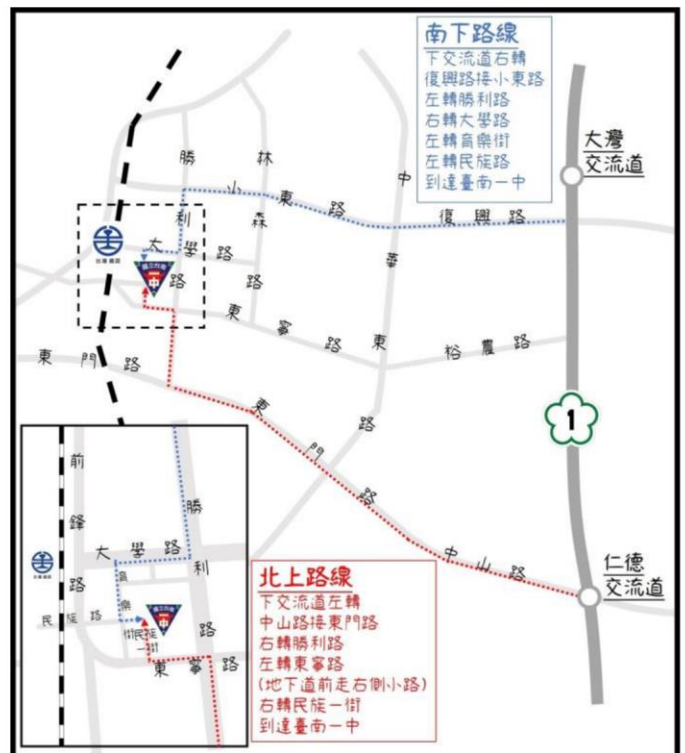 南下路線
下交流道右轉
復興路接小東路
左轉勝利路
右轉大學路
左轉育樂街
左轉民族路
到達臺南一中
大灣
交流道
勝利路
林森路
中華東路
小東路
復興路
大學路
一中
東寧路
裕農路
東門路
1
東門路
中山路
仁德
交流道
前鋒路
勝利路
大學路
育樂街
民族路
一中
民族一街
東寧路
北上路線
下交流道左轉
中山路接東門路
右轉勝利路
左轉東寧路
(地下道前走右側小路)
右轉民族一街
到達臺南一中